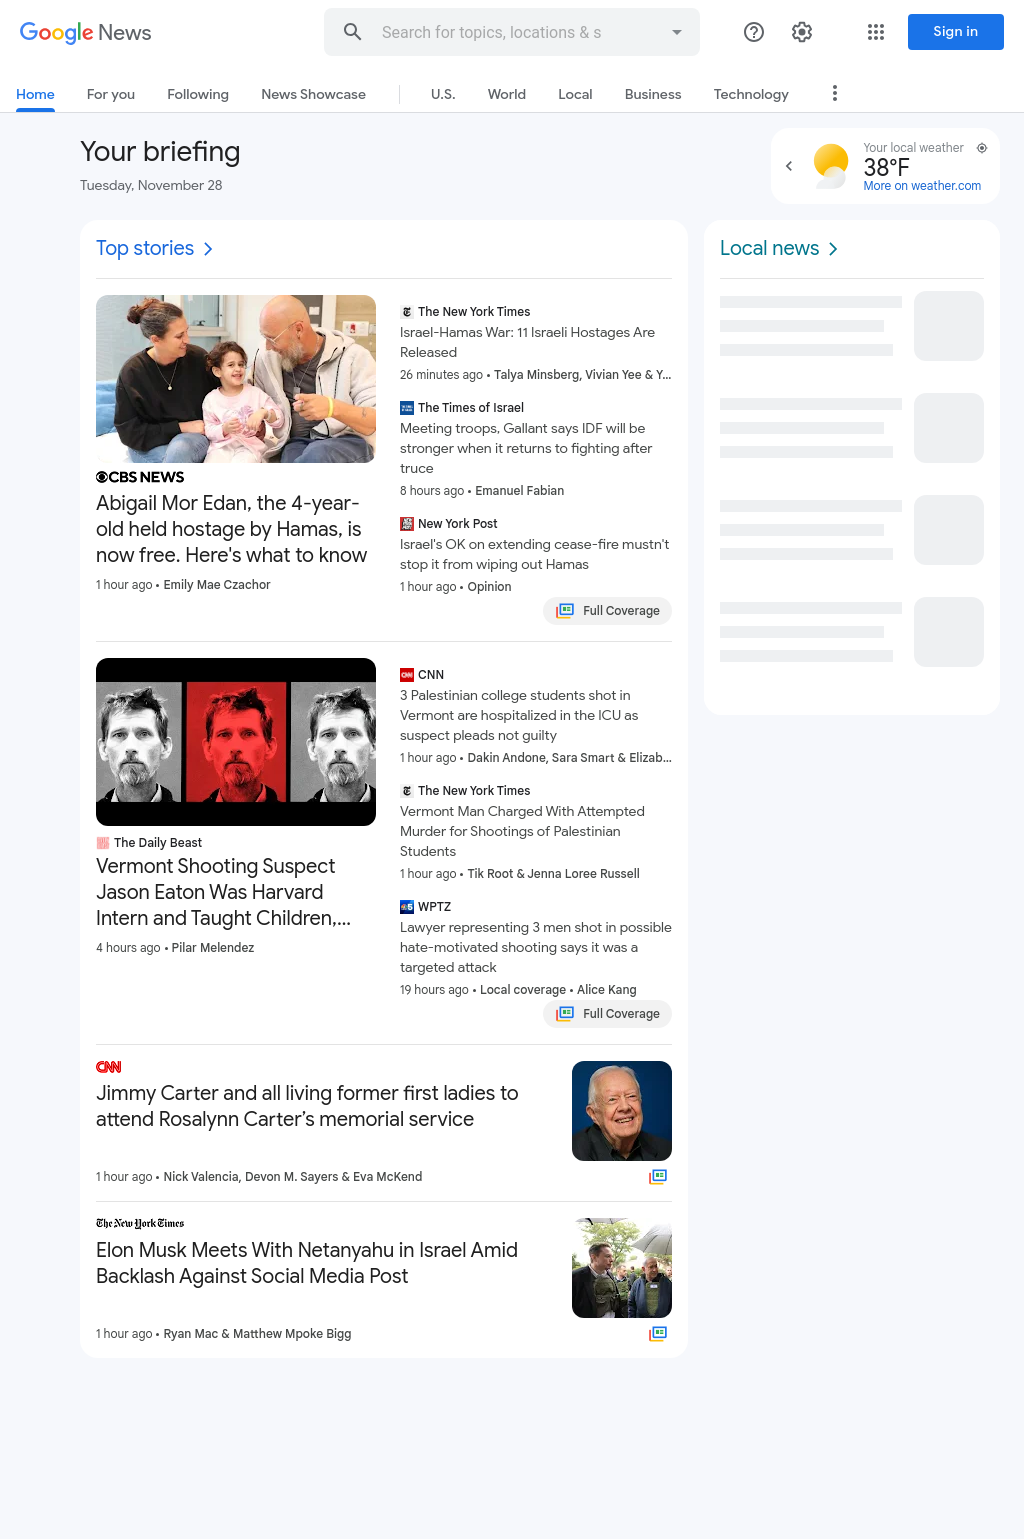 Google News
Search for topics, locations & s
Sign in
Home
For you
Following
News Showcase
U.S.
World
Local
Business
Technology
Your briefing
Tuesday, November 28
Your local weather
38°F
More on weather.com
Top stories
CBS NEWS
Abigail Mor Edan, the 4-year-
old held hostage by Hamas, is
now free. Here's what to know
1 hour ago • Emily Mae Czachor
The New York Times
Israel-Hamas War: 11 Israeli Hostages Are
Released
26 minutes ago • Talya Minsberg, Vivian Yee & Y...
The Times of Israel
Meeting troops, Gallant says IDF will be
stronger when it returns to fighting after
truce
8 hours ago • Emanuel Fabian
New York Post
Israel's OK on extending cease-fire mustn't
stop it from wiping out Hamas
1 hour ago • Opinion
Full Coverage
The Daily Beast
Vermont Shooting Suspect
Jason Eaton Was Harvard
Intern and Taught Children,...
4 hours ago • Pilar Melendez
CNN
3 Palestinian college students shot in
Vermont are hospitalized in the ICU as
suspect pleads not guilty
1 hour ago • Dakin Andone, Sara Smart & Elizab...
The New York Times
Vermont Man Charged With Attempted
Murder for Shootings of Palestinian
Students
1 hour ago • Tik Root & Jenna Loree Russell
WPTZ
Lawyer representing 3 men shot in possible
hate-motivated shooting says it was a
targeted attack
19 hours ago • Local coverage • Alice Kang
Full Coverage
CNN
Jimmy Carter and all living former first ladies to
attend Rosalynn Carter’s memorial service
1 hour ago • Nick Valencia, Devon M. Sayers & Eva McKend
The New York Times
Elon Musk Meets With Netanyahu in Israel Amid
Backlash Against Social Media Post
1 hour ago • Ryan Mac & Matthew Mpoke Bigg
Local news